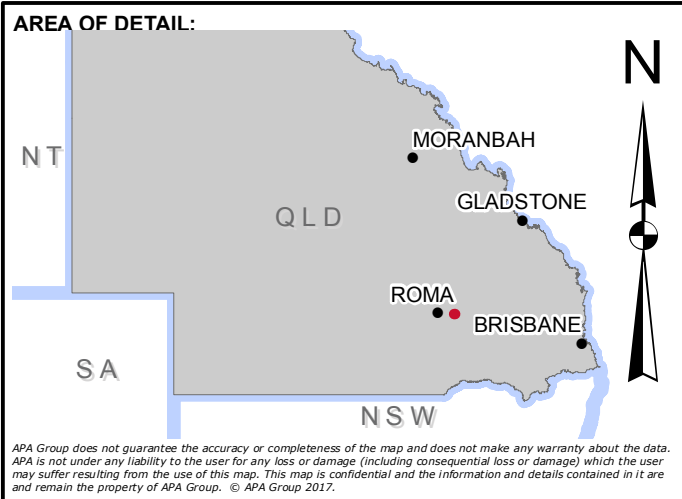 AREA OF DETAIL:
N
MORANBAH
NT
GLADSTONE
QLD
ROMA
BRISBANE
SA
NSW
APA Group does not guarantee the accuracy or completeness of the map and does not make any warranty about the data.
APA is not under any liability to the user for any loss or damage (including consequential loss or damage) which the user
may suffer resulting from the use of this map. This map is confidential and the information and details contained in it are
and remain the property of APA Group. © APA Group 2017.